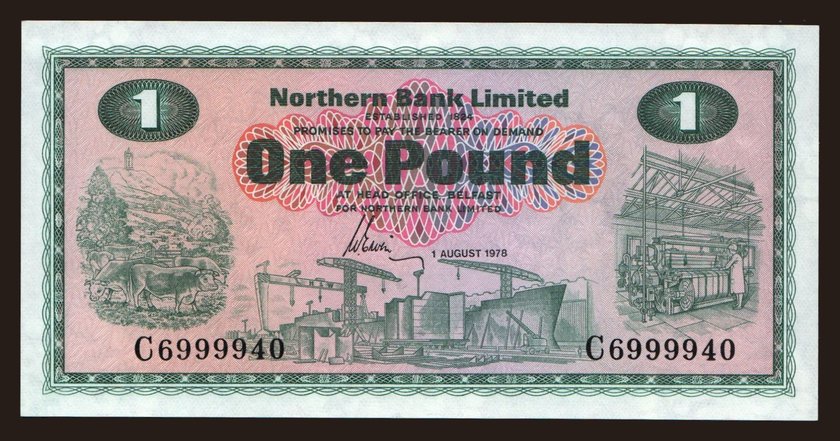 1
1
Northern Bank Limited
ESTABLISHED 1824
PROMISES TO PAY THE BEARER ON DEMAND
One Pound
AT HEAD OFFICE, BELFAST
FOR NORTHERN BANK LIMITED
1 AUGUST 1978
C6999940
C6999940